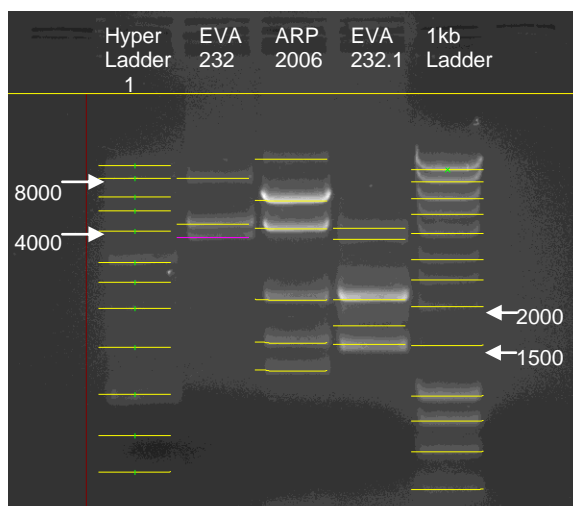 Hyper
Ladder
1
EVA
232
ARP
2006
EVA
232.1
1kb
Ladder
8000
4000
2000
1500